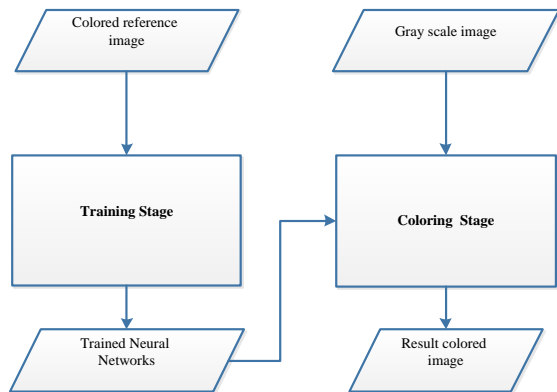 Colored reference
image
Gray scale image
Training Stage
Coloring Stage
Trained Neural
Networks
Result colored
image